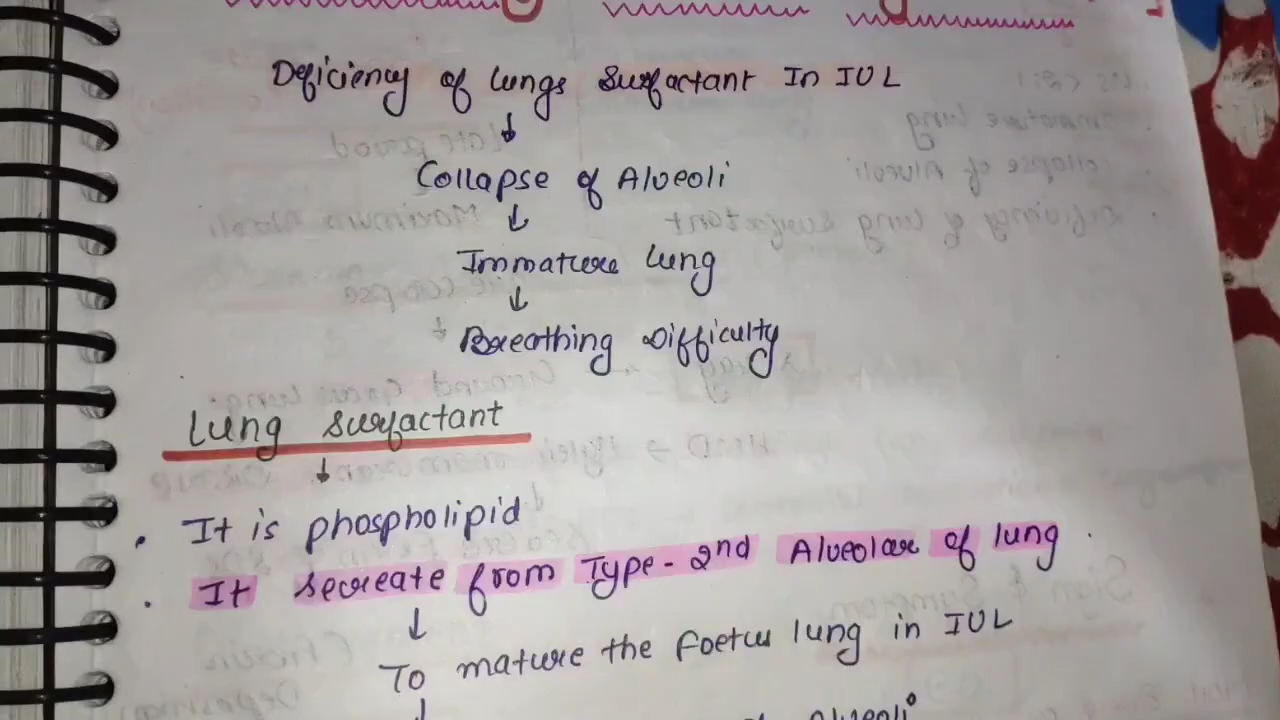 Deficiency of lungs surfactant In IUL
↓
Collapse of Alveoli
↓
Immature lung
↓
Breathing Difficulty
Lung surfactant
↓
• It is phospholipid
• It secreate from Type-2nd Alveolar of lung.
↓
To mature the foetus lung in IUL
↓
Alveoli